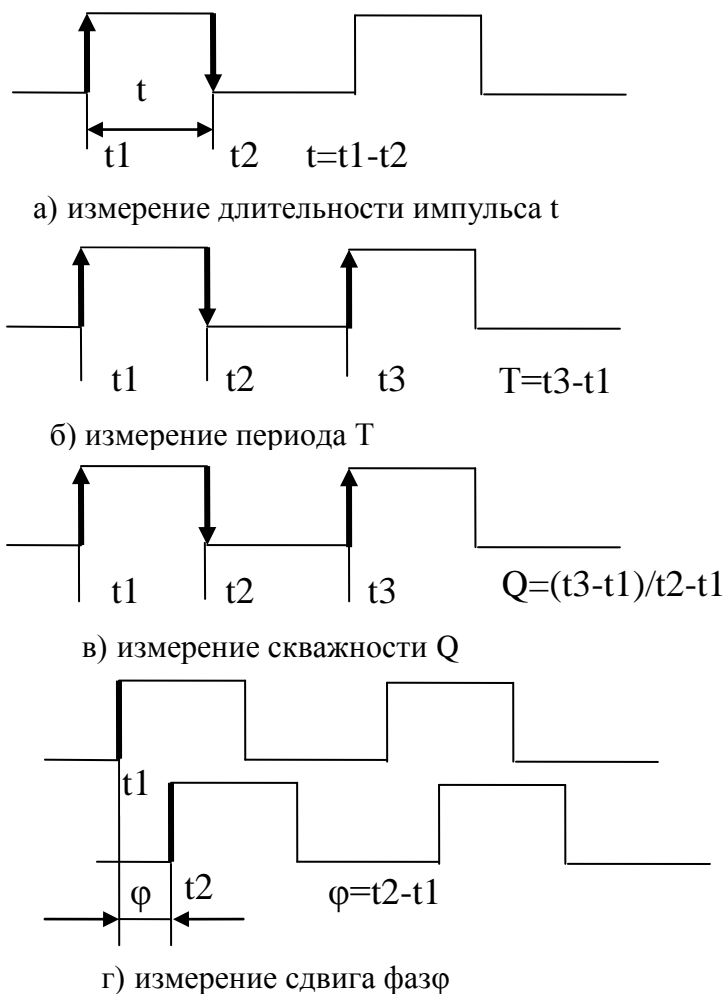 t
t1 t2 t=t1-t2
а) измерение длительности импульса t
t1 t2 t3 T=t3-t1
б) измерение периода T
t1 t2 t3 Q=(t3-t1)/t2-t1
в) измерение скважности Q
t1
φ t2 φ=t2-t1
г) измерение сдвига фазφ